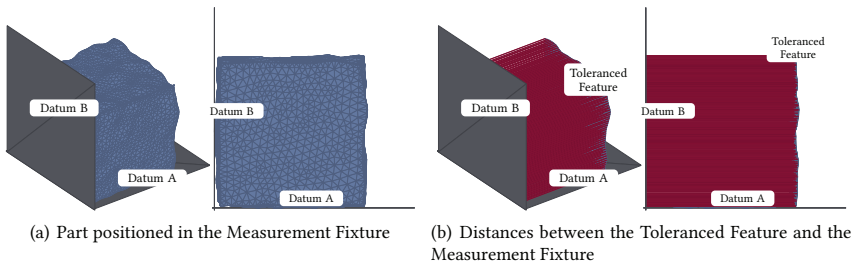 Datum B
Datum A
Datum B
Datum A
Toleranced
Feature
Datum B
Datum A
Toleranced
Feature
Datum B
Datum A
(a) Part positioned in the Measurement Fixture
(b) Distances between the Toleranced Feature and the
Measurement Fixture